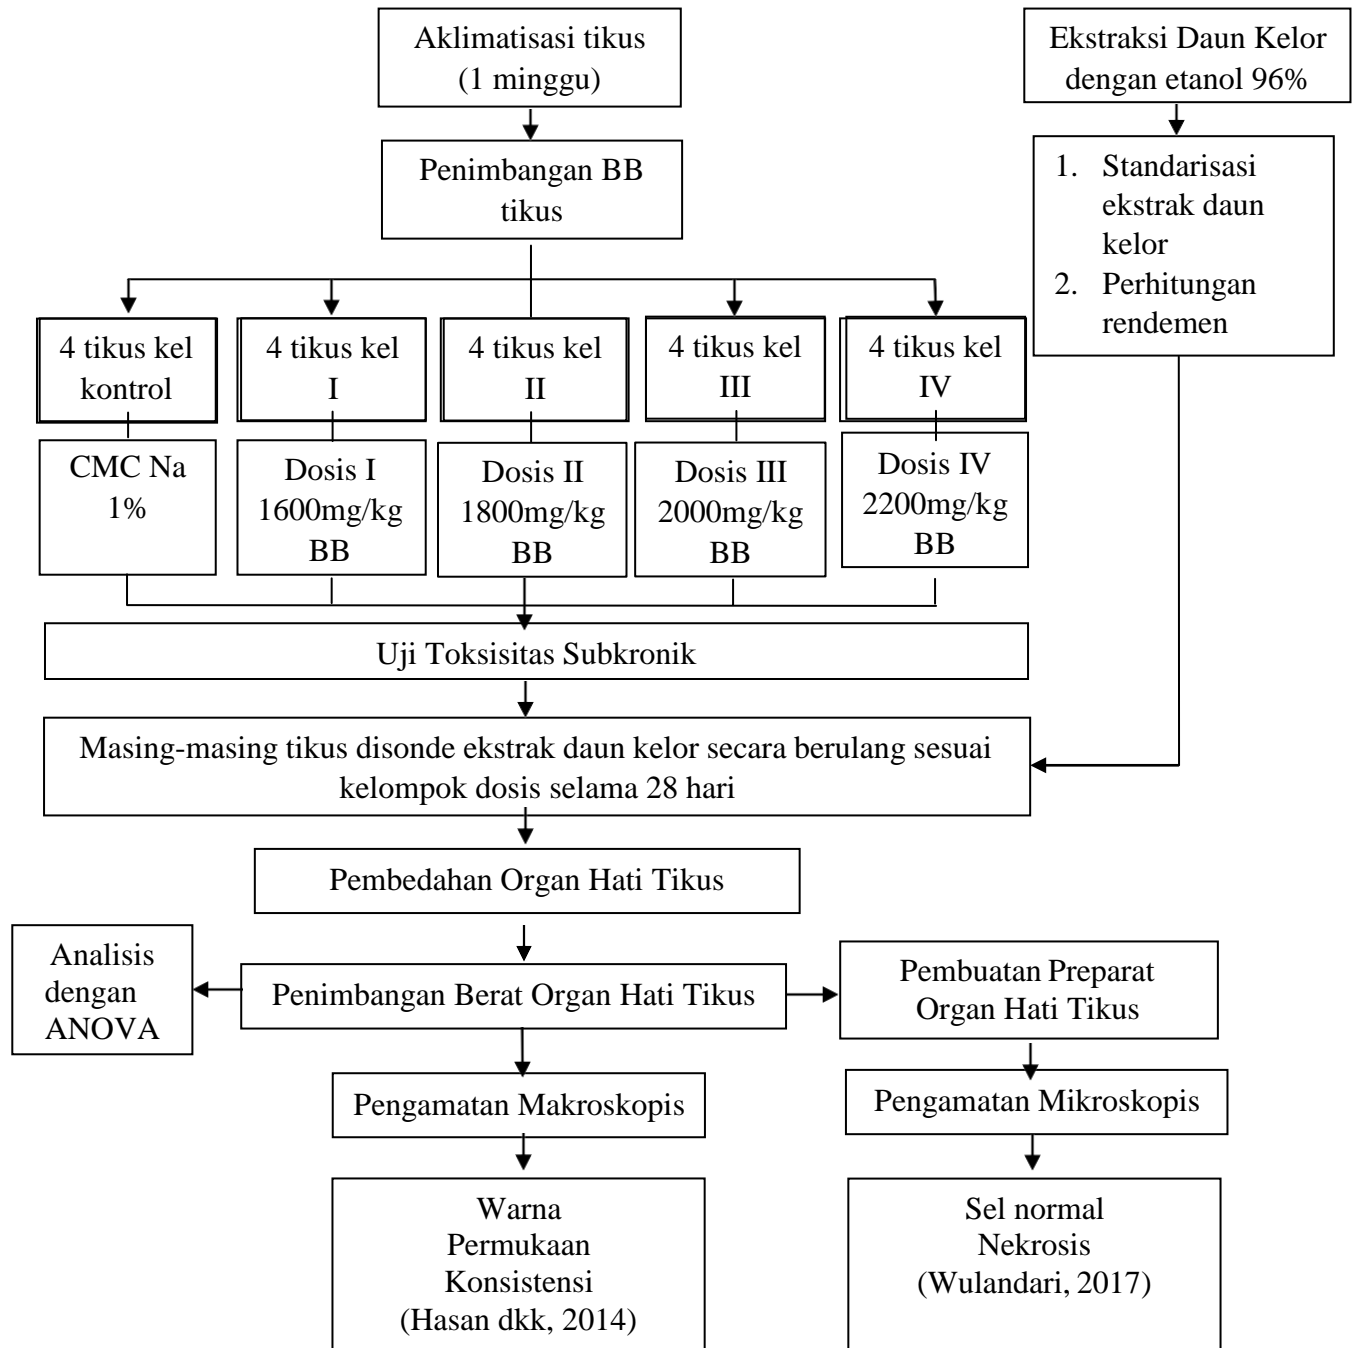 Aklimatisasi tikus
(1 minggu)
Ekstraksi Daun Kelor
dengan etanol 96%
Penimbangan BB
tikus
1. Standarisasi
ekstrak daun
kelor
2. Perhitungan
rendemen
4 tikus kel
kontrol
4 tikus kel
I
4 tikus kel
II
4 tikus kel
III
4 tikus kel
IV
CMC Na
1%
Dosis I
1600mg/kg
BB
Dosis II
1800mg/kg
BB
Dosis III
2000mg/kg
BB
Dosis IV
2200mg/kg
BB
Uji Toksisitas Subkronik
Masing-masing tikus disonde ekstrak daun kelor secara berulang sesuai
kelompok dosis selama 28 hari
Pembedahan Organ Hati Tikus
Analisis
dengan
ANOVA
Penimbangan Berat Organ Hati Tikus
Pembuatan Preparat
Organ Hati Tikus
Pengamatan Makroskopis
Pengamatan Mikroskopis
Warna
Permukaan
Konsistensi
(Hasan dkk, 2014)
Sel normal
Nekrosis
(Wulandari, 2017)